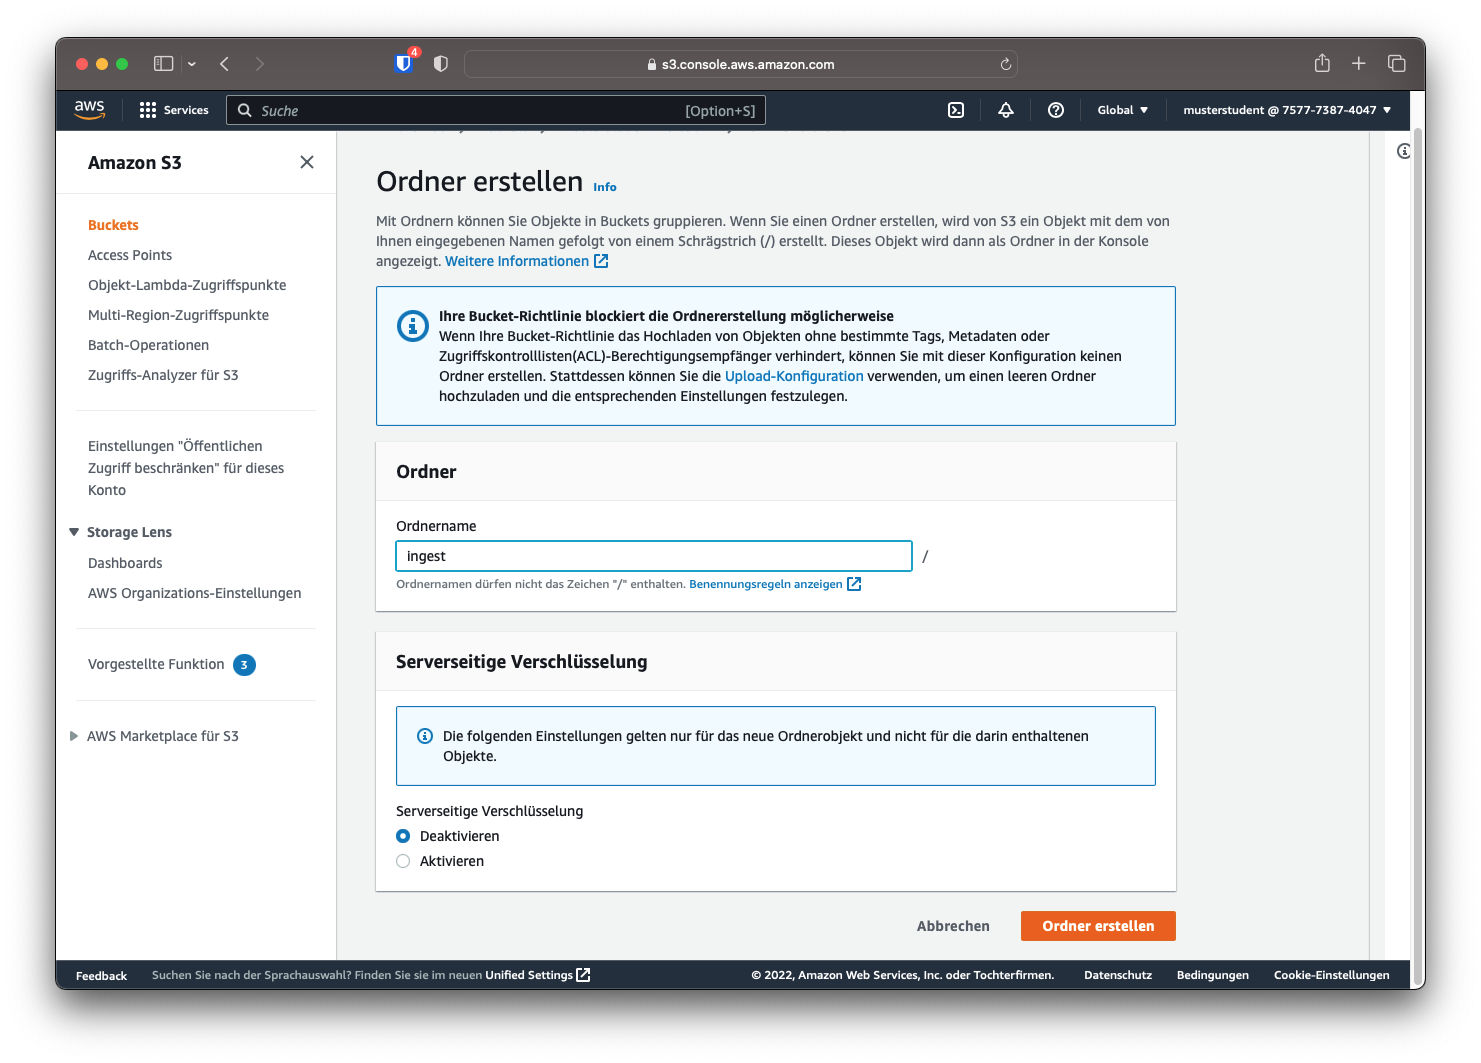 4
s3.console.aws.amazon.com
aws
Services
Suche
[Option+S]
Global
musterstudent @ 7577-7387-4047
Amazon S3
Buckets
Access Points
Objekt-Lambda-Zugriffspunkte
Multi-Region-Zugriffspunkte
Batch-Operationen
Zugriffs-Analyzer für S3
Einstellungen "Öffentlichen
Zugriff beschränken" für dieses
Konto
Storage Lens
Dashboards
AWS Organizations-Einstellungen
Vorgestellte Funktion 3
AWS Marketplace für S3
Ordner erstellen Info
Mit Ordnern können Sie Objekte in Buckets gruppieren. Wenn Sie einen Ordner erstellen, wird von S3 ein Objekt mit dem von
Ihnen eingegebenen Namen gefolgt von einem Schrägstrich (/) erstellt. Dieses Objekt wird dann als Ordner in der Konsole
angezeigt. Weitere Informationen
Ihre Bucket-Richtlinie blockiert die Ordnererstellung möglicherweise
Wenn Ihre Bucket-Richtlinie das Hochladen von Objekten ohne bestimmte Tags, Metadaten oder
Zugriffskontrolllisten(ACL)-Berechtigungsempfänger verhindert, können Sie mit dieser Konfiguration keinen
Ordner erstellen. Stattdessen können Sie die Upload-Konfiguration verwenden, um einen leeren Ordner
hochzuladen und die entsprechenden Einstellungen festzulegen.
Ordner
Ordnername
ingest
/
Ordnernamen dürfen nicht das Zeichen "/" enthalten. Benennungsregeln anzeigen
Serverseitige Verschlüsselung
Die folgenden Einstellungen gelten nur für das neue Ordnerobjekt und nicht für die darin enthaltenen
Objekte.
Serverseitige Verschlüsselung
Deaktivieren
Aktivieren
Abbrechen
Ordner erstellen
Feedback
Suchen Sie nach der Sprachauswahl? Finden Sie sie im neuen Unified Settings
© 2022, Amazon Web Services, Inc. oder Tochterfirmen.
Datenschutz
Bedingungen
Cookie-Einstellungen